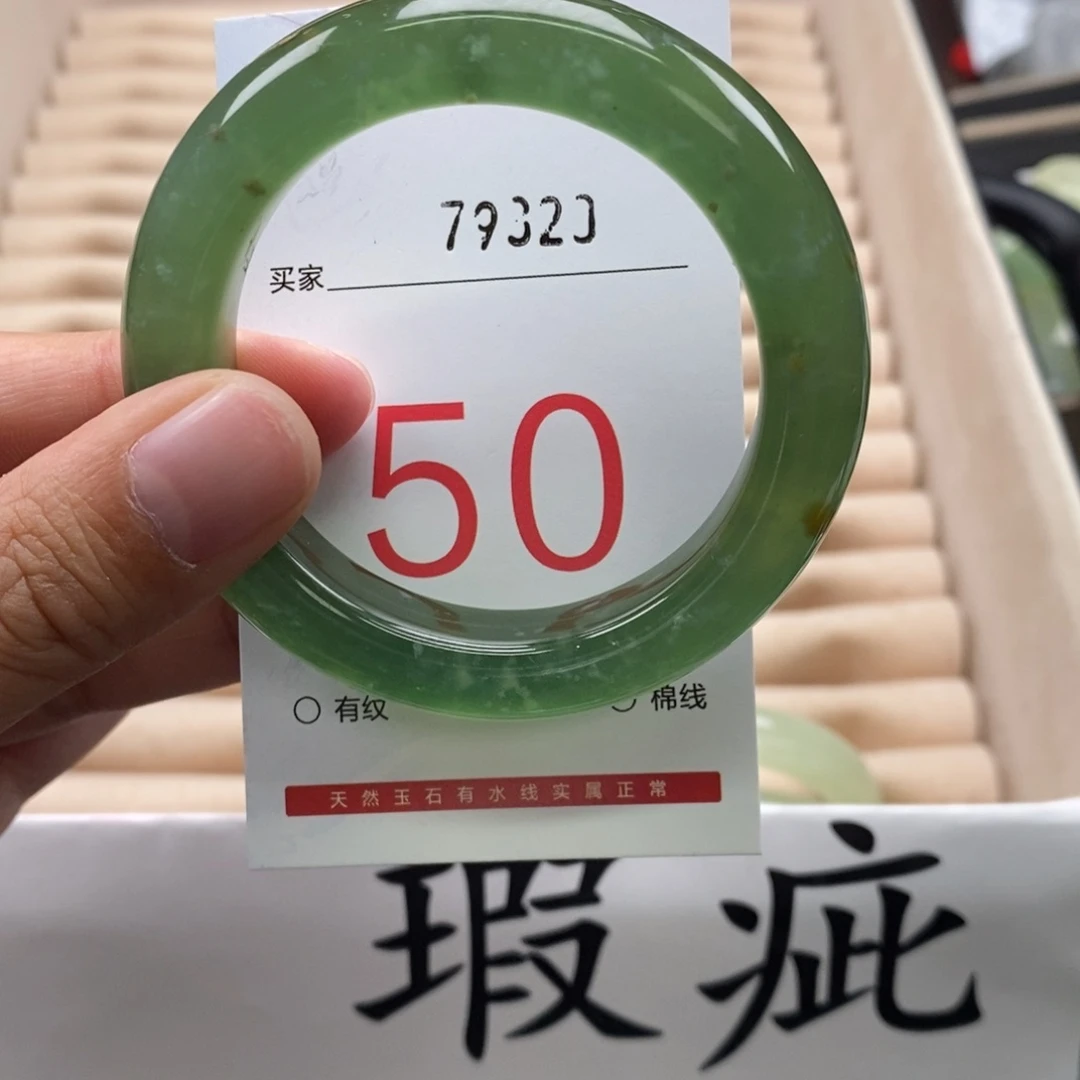 79323
买家
50
有纹 棉线
天然玉石有水线实属正常
瑕疵